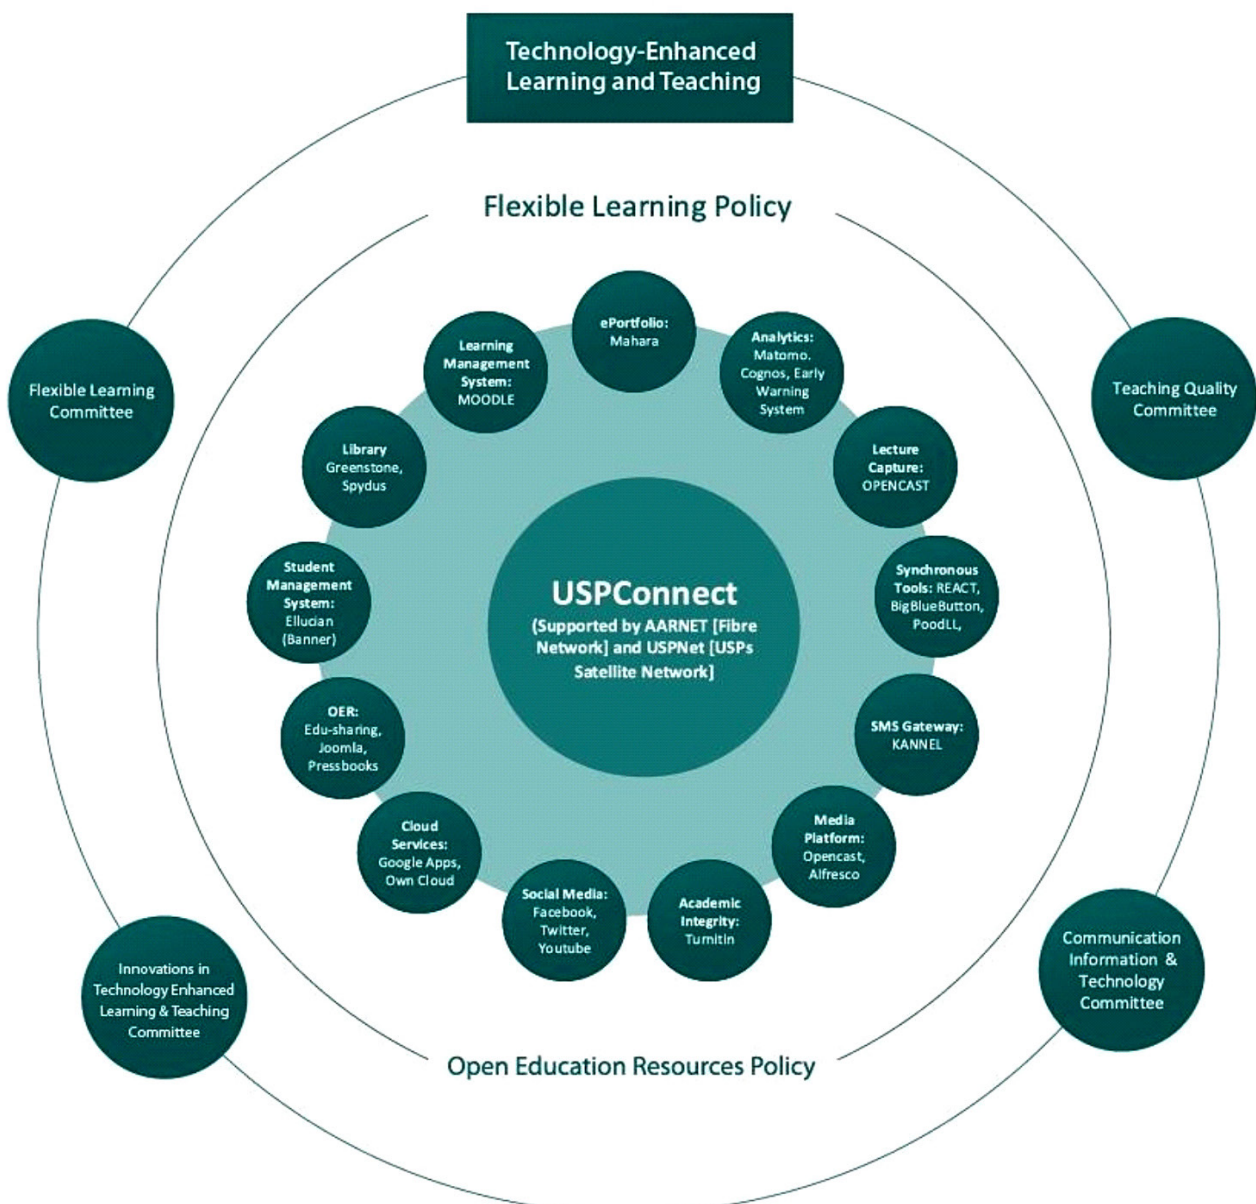 Technology-Enhanced
Learning and Teaching
Flexible Learning Policy
ePortfolio:
Mahara
Learning
Management
System:
MOODLE
Analytics:
Matomo.
Cognos, Early
Warning
System
Flexible Learning
Committee
Teaching Quality
Committee
Library
Greenstone,
Spydus
Lecture
Capture:
OPENCAST
Student
Management
System:
Ellucian
(Banner)
USPConnect
(Supported by AARNET [Fibre
Network] and USPNet [USPs
Satellite Network]
Synchronous
Tools: REACT,
BigBlueButton,
PoodLL,
OER:
Edu-sharing,
Joomla,
Pressbooks
SMS Gateway:
KANNEL
Cloud
Services:
Google Apps,
Own Cloud
Media
Platform:
Opencast,
Alfresco
Social Media:
Facebook,
Twitter,
Youtube
Academic
Integrity:
Turnitin
Innovations in
Technology Enhanced
Learning & Teaching
Committee
Communication
Information &
Technology
Committee
Open Education Resources Policy